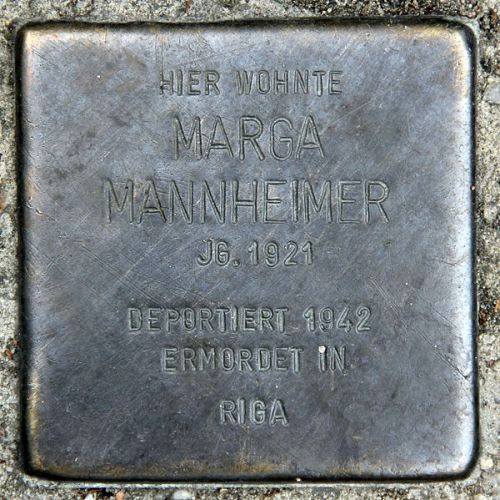 HIER WOHNTE
MARGA
MANNHEIMER
JG. 1921
DEPORTIERT 1942
ERMORDET IN
RIGA